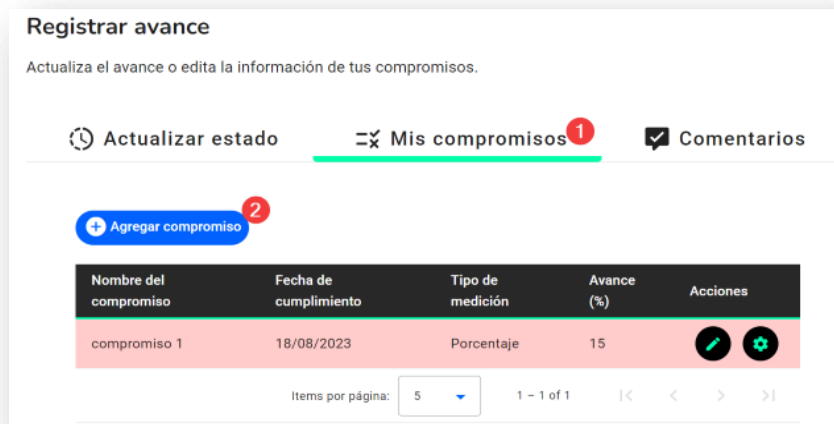 Registrar avance
Actualiza el avance o edita la información de tus compromisos.
Actualizar estado Mis compromisos 1 Comentarios
Agregar compromiso 2
Nombre del compromiso Fecha de cumplimiento Tipo de medición Avance (%) Acciones
compromiso 1 18/08/2023 Porcentaje 15
Items por página: 5 1 – 1 of 1